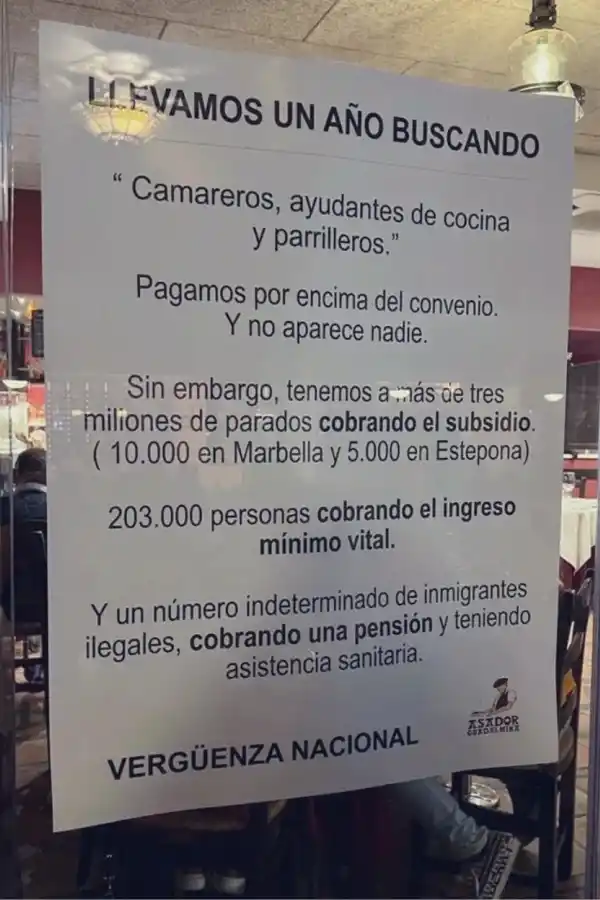 LLEVAMOS UN AÑO BUSCANDO
“ Camareros, ayudantes de cocina
y parrilleros.”
Pagamos por encima del convenio.
Y no aparece nadie.
Sin embargo, tenemos a más de tres
millones de parados cobrando el subsidio.
( 10.000 en Marbella y 5.000 en Estepona)
203.000 personas cobrando el ingreso
mínimo vital.
Y un número indeterminado de inmigrantes
ilegales, cobrando una pensión y teniendo
asistencia sanitaria.
ASADOR
GUADALMINA
VERGÜENZA NACIONAL